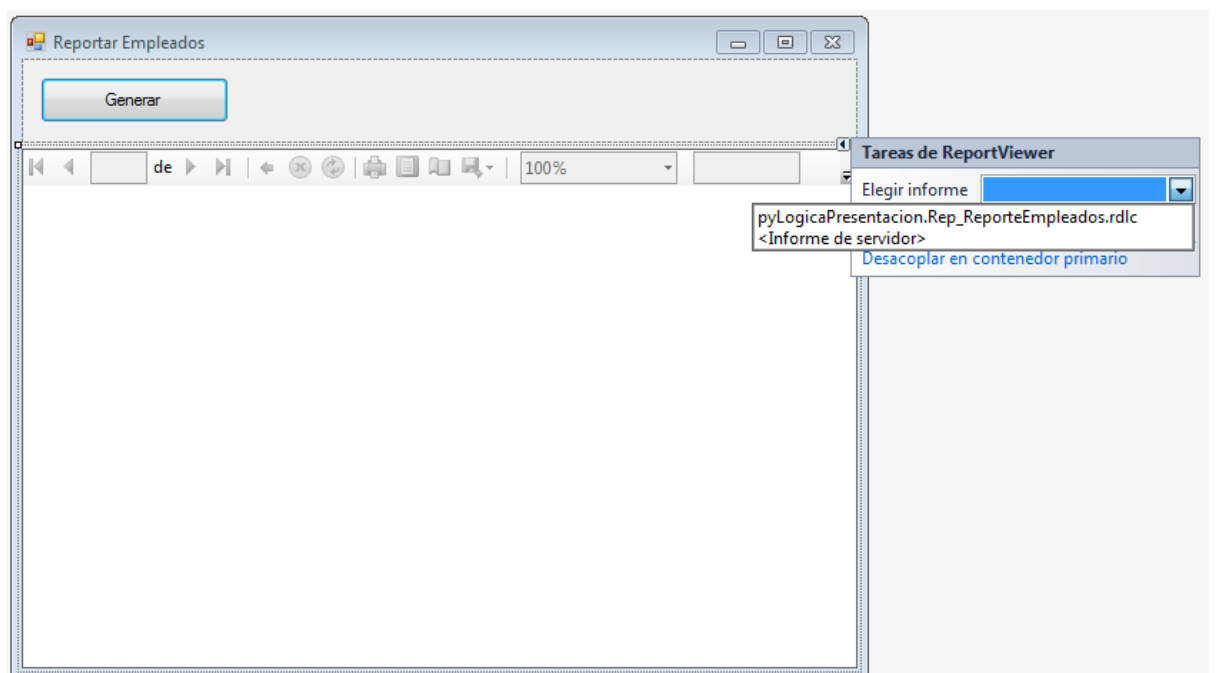 Reportar Empleados
Generar
de
100%
Tareas de ReportViewer
Elegir informe
pyLogicaPresentacion.Rep_ReporteEmpleados.rdlc
<Informe de servidor>
Desacoplar en contenedor primario